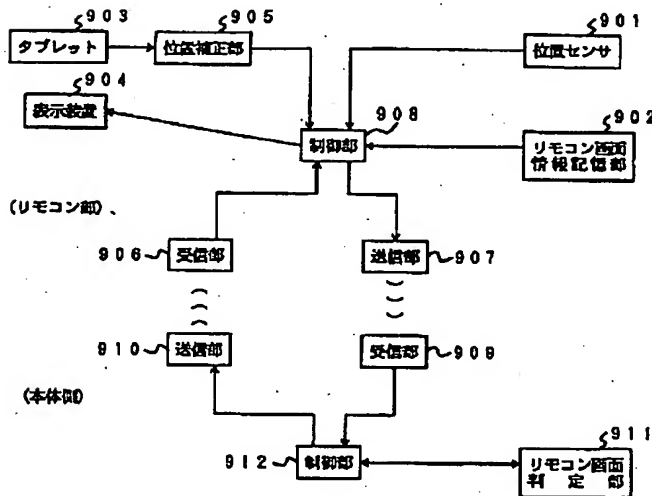 903
905
901
タブレット
位置補正部
位置センサ
904
表示装置
908
902
制御部
リモコン画面
情報記憶部
(リモコン部)、
906
受信部
送信部
907
910
送信部
受信部
909
(本体側)
911
912
制御部
リモコン画面
判定部